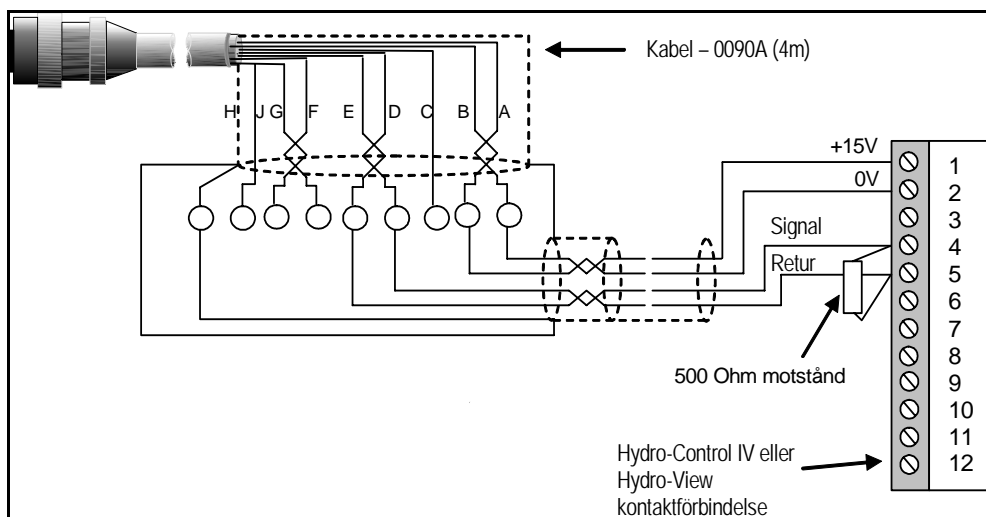 Kabel – 0090A (4m)
H J G F E D C B A
+15V
0V
Signal
Retur
1
2
3
4
5
6
7
8
9
10
11
12
500 Ohm motstånd
Hydro-Control IV eller
Hydro-View
kontaktförbindelse